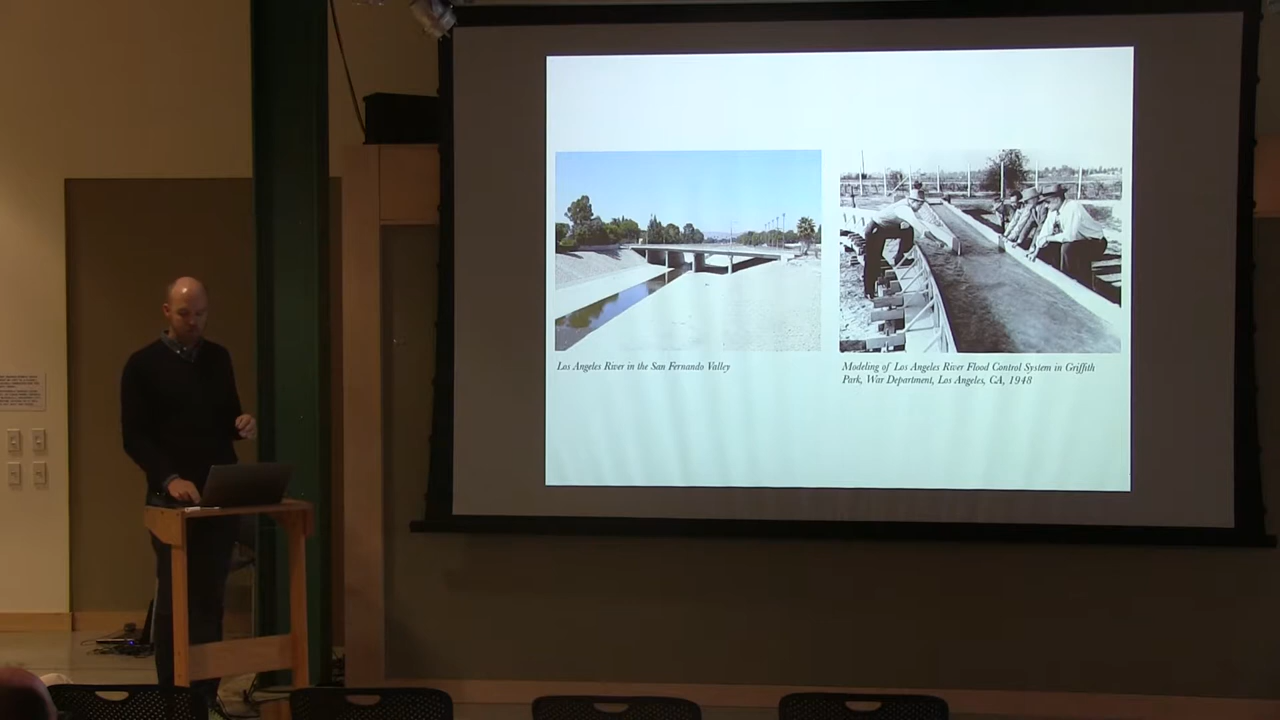 Los Angeles River in the San Fernando Valley
Modeling of Los Angeles River Flood Control System in Griffith
Park, War Department, Los Angeles, CA, 1948